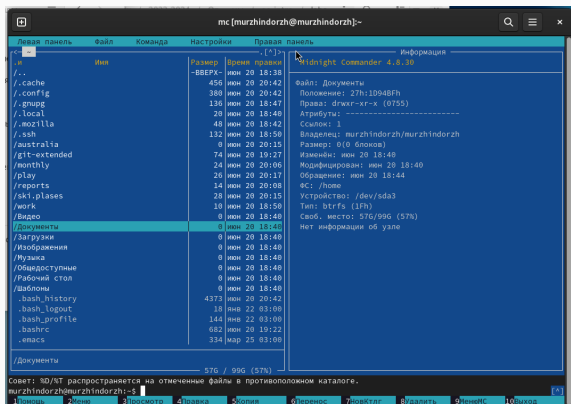 mc [murzhindorzh@murzhindorzh]:~
Левая панель Файл Команда Настройки Правая панель
<— ~ .[^]> Информация
.и Имя Размер Время правки Midnight Commander 4.8.30
/.. -ВВЕРХ- июн 20 18:38
/.cache 456 июн 20 20:42 Файл: Документы
/.config 380 июн 20 20:42 Положение: 27h:1D94BFh
/.gnupg 136 июн 20 18:47 Права: drwxr-xr-x (0755)
/.local 20 июн 20 18:40 Атрибуты: --------------------
/.mozilla 48 июн 20 18:42 Ссылок: 1
/.ssh 132 июн 20 18:50 Владелец: murzhindorzh/murzhindorzh
/australia 0 июн 20 20:15 Размер: 0(0 блоков)
/git-extended 74 июн 20 19:27 Изменён: июн 20 18:40
/monthly 24 июн 20 20:06 Модифицирован: июн 20 18:40
/play 26 июн 20 20:17 Обращение: июн 20 18:44
/reports 14 июн 20 20:08 ФС: /home
/ski.plases 28 июн 20 20:15 Устройство: /dev/sda3
/work 10 июн 20 18:50 Тип: btrfs (1Fh)
/Видео 0 июн 20 18:40 Своб. место: 57G/99G (57%)
/Документы 0 июн 20 18:40 Нет информации об узле
/Загрузки 0 июн 20 18:40
/Изображения 0 июн 20 18:40
/Музыка 0 июн 20 18:40
/Общедоступные 0 июн 20 18:40
/Рабочий стол 0 июн 20 18:40
/Шаблоны 0 июн 20 18:40
.bash_history 4373 июн 20 20:42
.bash_logout 18 янв 22 03:00
.bash_profile 144 янв 22 03:00
.bashrc 682 июн 20 19:22
.emacs 334 мар 25 03:00
/Документы
57G / 99G (57%)
Совет: %D/%T распространяется на отмеченные файлы в противоположном каталоге.
murzhindorzh@murzhindorzh:~$ [^]
1Помощь 2Меню 3Просмотр 4Правка 5Копия 6Перенос 7НовКтлг 8Удалить 9МенюMC 10Выход